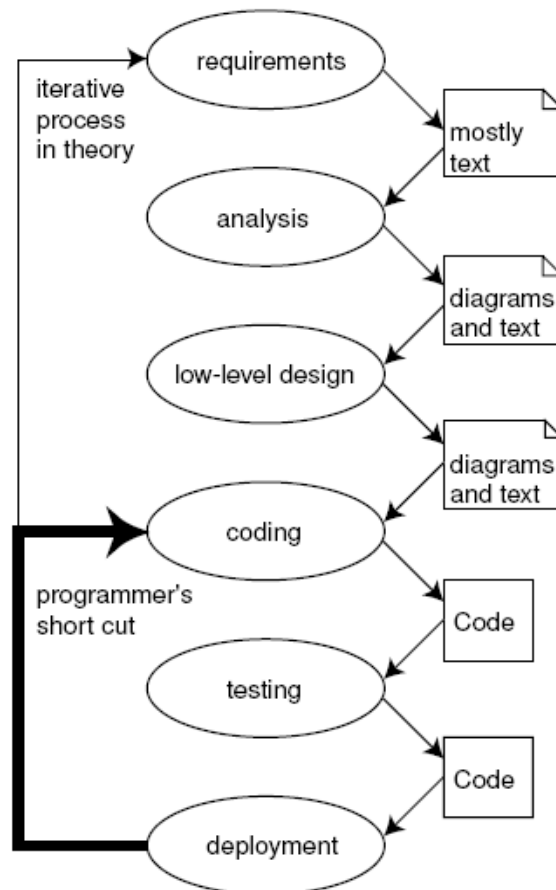 requirements
iterative
process
in theory
mostly
text
analysis
diagrams
and text
low-level design
diagrams
and text
coding
programmer's
short cut
Code
testing
Code
deployment